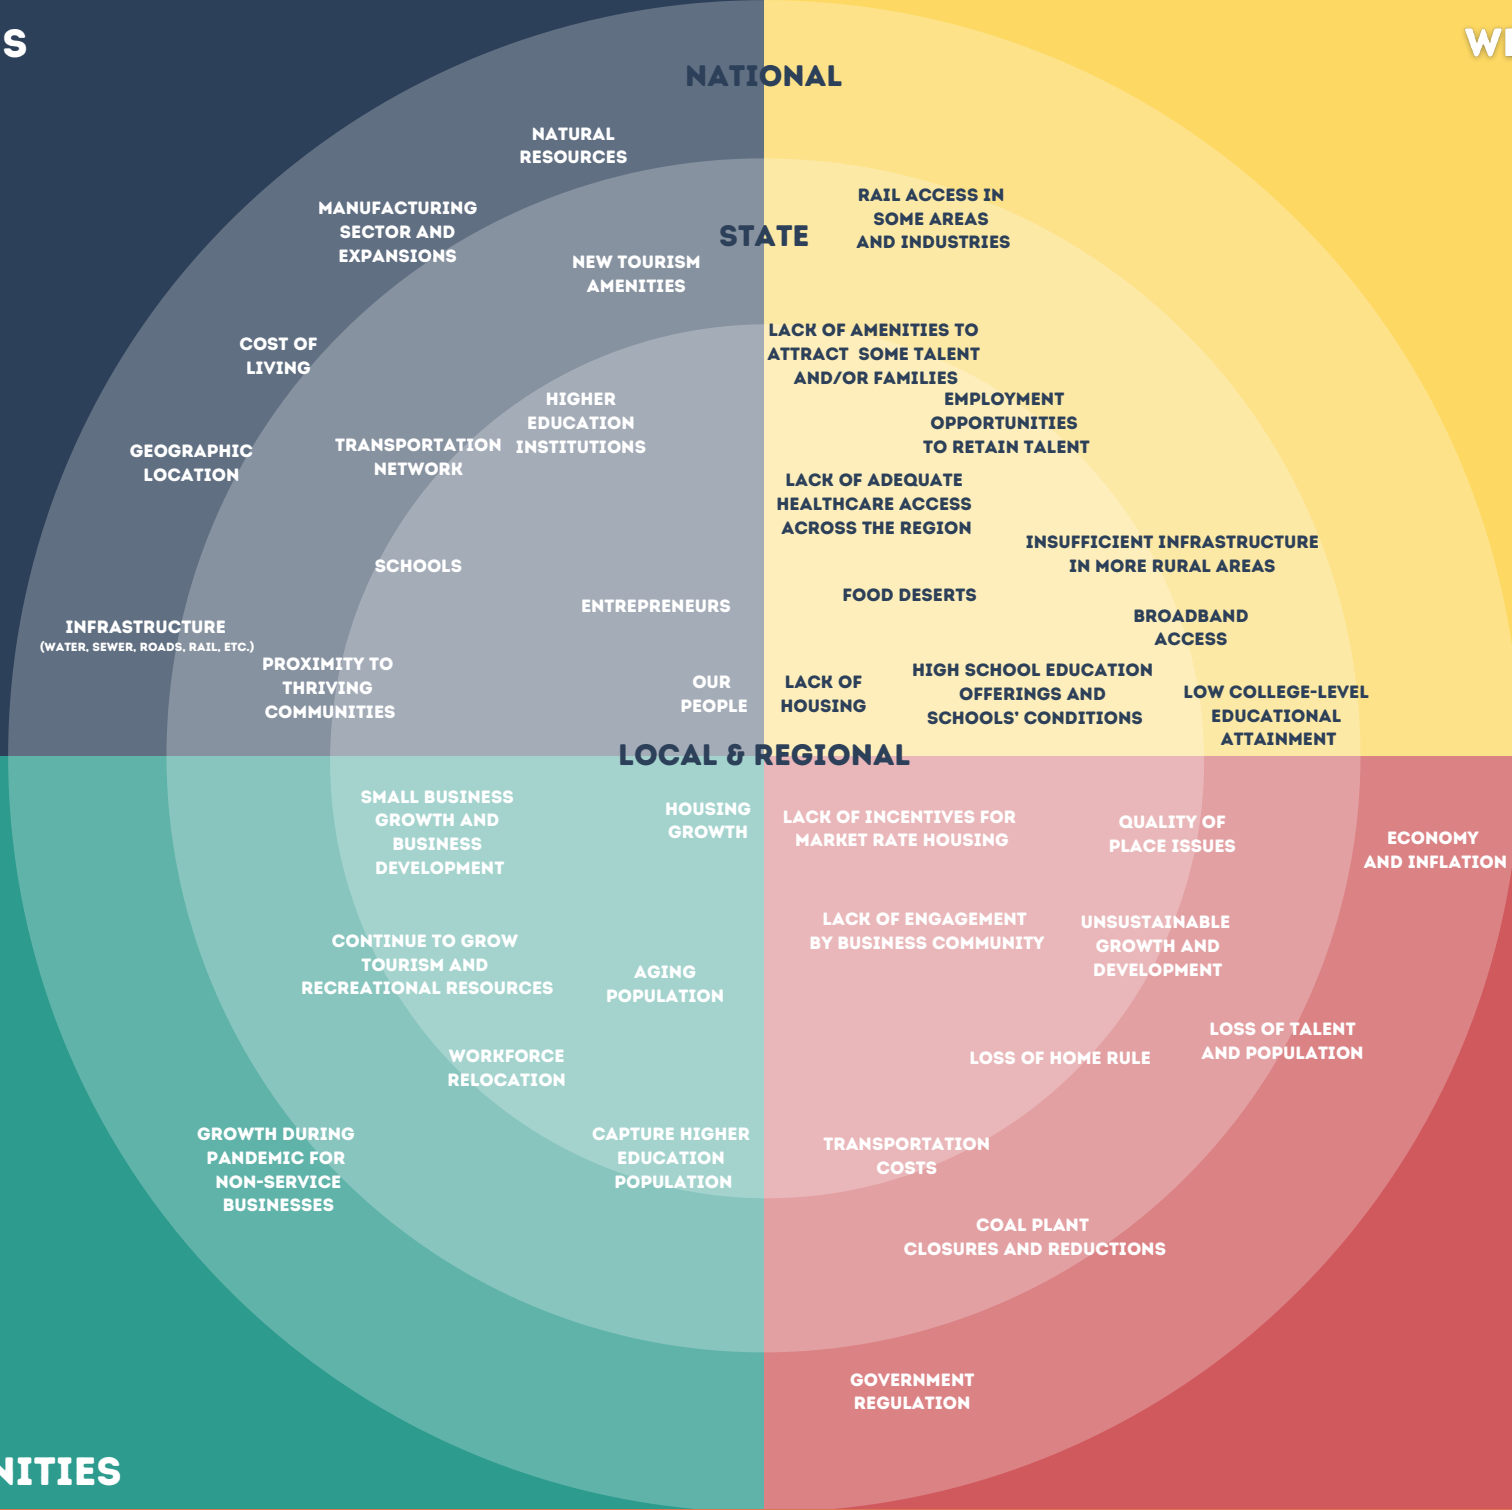 S
WE
NATIONAL
NATURAL
RESOURCES
MANUFACTURING
SECTOR AND
EXPANSIONS
RAIL ACCESS IN
SOME AREAS
AND INDUSTRIES
STATE
NEW TOURISM
AMENITIES
COST OF
LIVING
LACK OF AMENITIES TO
ATTRACT SOME TALENT
AND/OR FAMILIES
HIGHER
EDUCATION
INSTITUTIONS
EMPLOYMENT
OPPORTUNITIES
TO RETAIN TALENT
GEOGRAPHIC
LOCATION
TRANSPORTATION
NETWORK
LACK OF ADEQUATE
HEALTHCARE ACCESS
ACROSS THE REGION
INSUFFICIENT INFRASTRUCTURE
IN MORE RURAL AREAS
SCHOOLS
ENTREPRENEURS
FOOD DESERTS
BROADBAND
ACCESS
INFRASTRUCTURE
(WATER, SEWER, ROADS, RAIL, ETC.)
PROXIMITY TO
THRIVING
COMMUNITIES
OUR
PEOPLE
LACK OF
HOUSING
HIGH SCHOOL EDUCATION
OFFERINGS AND
SCHOOLS' CONDITIONS
LOW COLLEGE-LEVEL
EDUCATIONAL
ATTAINMENT
LOCAL & REGIONAL
SMALL BUSINESS
GROWTH AND
BUSINESS
DEVELOPMENT
HOUSING
GROWTH
LACK OF INCENTIVES FOR
MARKET RATE HOUSING
QUALITY OF
PLACE ISSUES
ECONOMY
AND INFLATION
CONTINUE TO GROW
TOURISM AND
RECREATIONAL RESOURCES
AGING
POPULATION
LACK OF ENGAGEMENT
BY BUSINESS COMMUNITY
UNSUSTAINABLE
GROWTH AND
DEVELOPMENT
WORKFORCE
RELOCATION
LOSS OF HOME RULE
LOSS OF TALENT
AND POPULATION
GROWTH DURING
PANDEMIC FOR
NON-SERVICE
BUSINESSES
CAPTURE HIGHER
EDUCATION
POPULATION
TRANSPORTATION
COSTS
COAL PLANT
CLOSURES AND REDUCTIONS
GOVERNMENT
REGULATION
NITIES